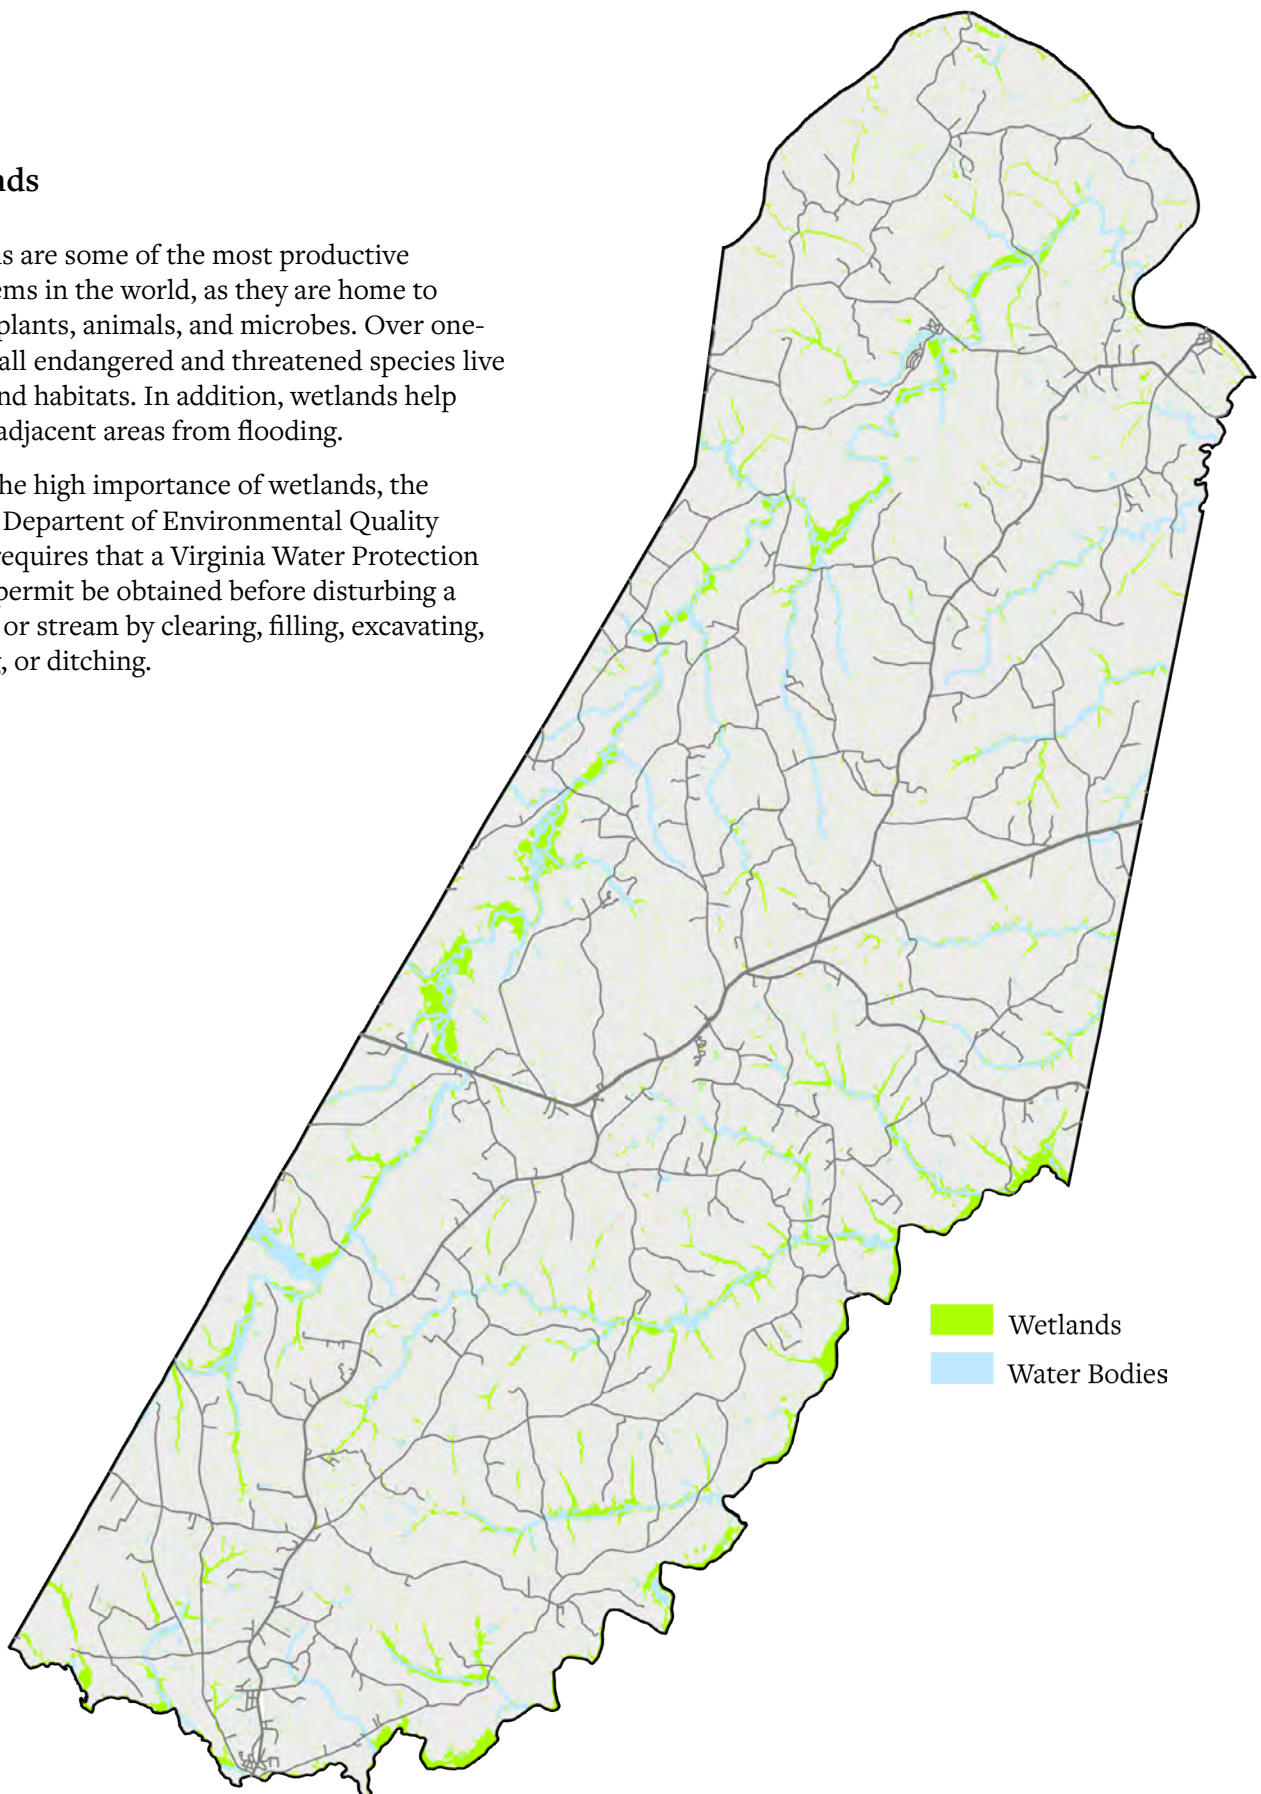 nds
s are some of the most productive
ems in the world, as they are home to
plants, animals, and microbes. Over one-
all endangered and threatened species live
nd habitats. In addition, wetlands help
adjacent areas from flooding.
he high importance of wetlands, the
Departent of Environmental Quality
requires that a Virginia Water Protection
permit be obtained before disturbing a
or stream by clearing, filling, excavating,
, or ditching.
Wetlands
Water Bodies